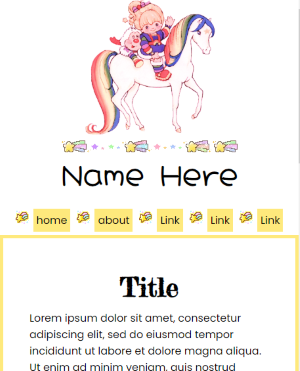 Name Here
home about Link Link Link
Title
Lorem ipsum dolor sit amet, consectetur
adipiscing elit, sed do eiusmod tempor
incididunt ut labore et dolore magna aliqua.
Ut enim ad minim veniam, quis nostrud